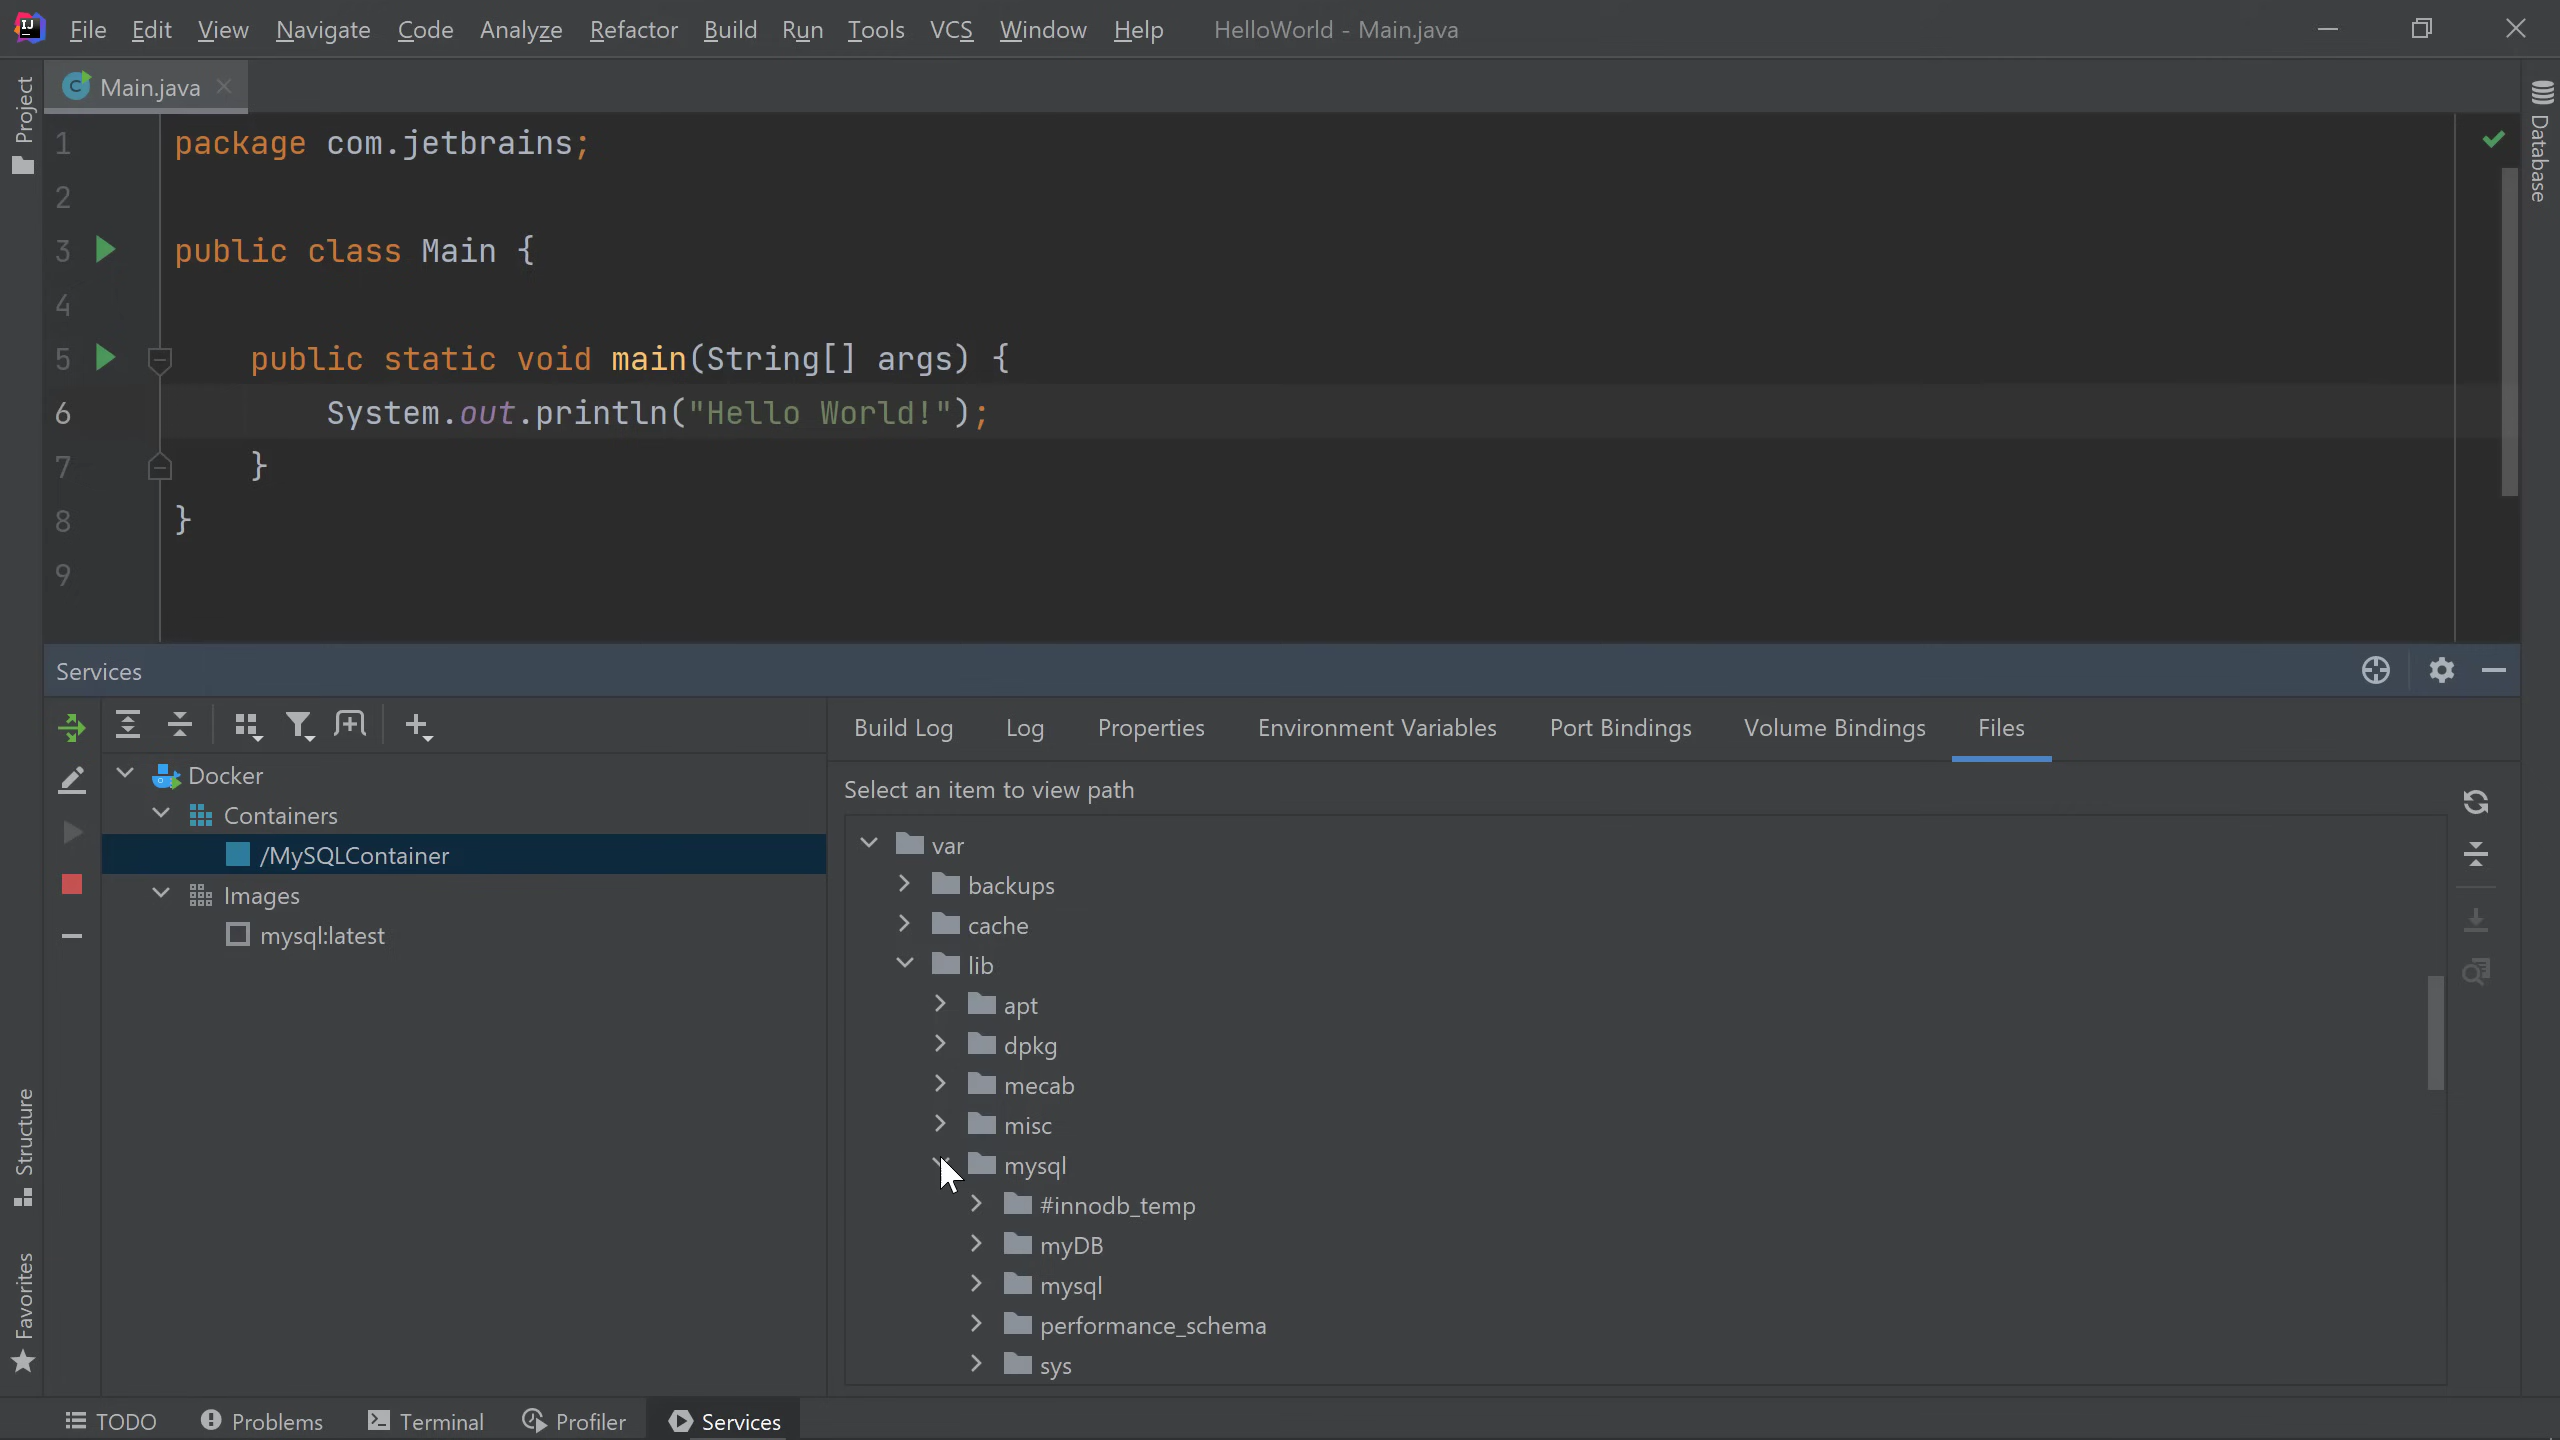 File Edit View Navigate Code Analyze Refactor Build Run Tools VCS Window Help HelloWorld - Main.java
Project
Main.java
Database
1 package com.jetbrains;
2
3 public class Main {
4
5 public static void main(String[] args) {
6 System.out.println("Hello World!");
7 }
8 }
9
Services
Build Log Log Properties Environment Variables Port Bindings Volume Bindings Files
Docker
Containers
/MySQLContainer
Images
mysql:latest
Select an item to view path
var
backups
cache
lib
apt
dpkg
mecab
misc
mysql
#innodb_temp
myDB
mysql
performance_schema
sys
Structure
Favorites
TODO Problems Terminal Profiler Services